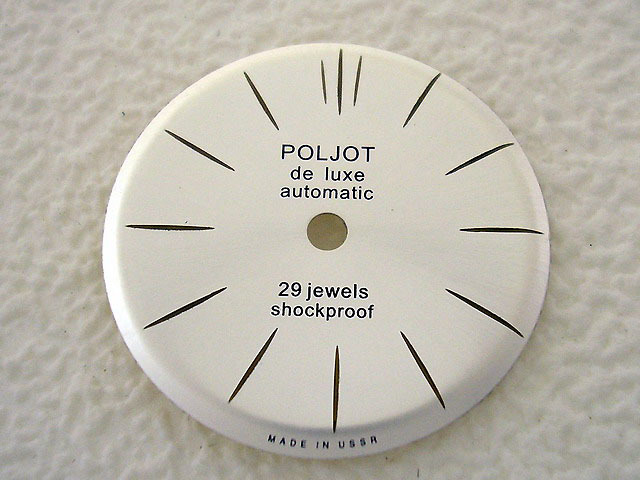 POLJOT
de luxe
automatic
29 jewels
shockproof
MADE IN USSR